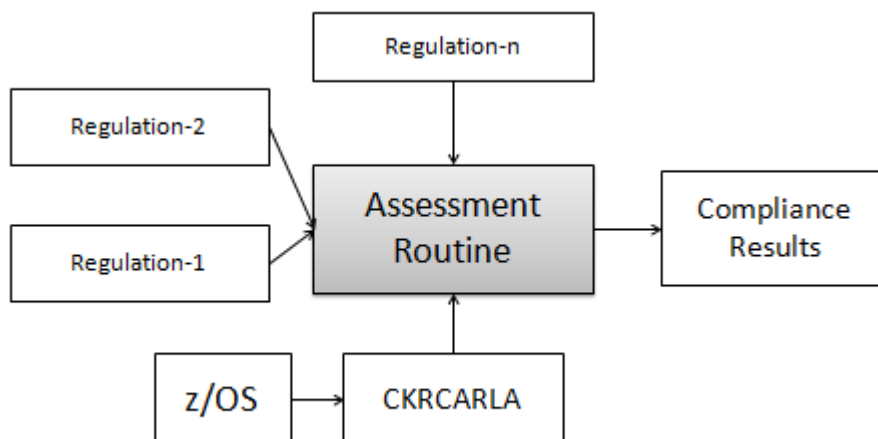 Regulation-n
Regulation-2
Assessment
Routine
Compliance
Results
Regulation-1
z/OS
CKRCARLA